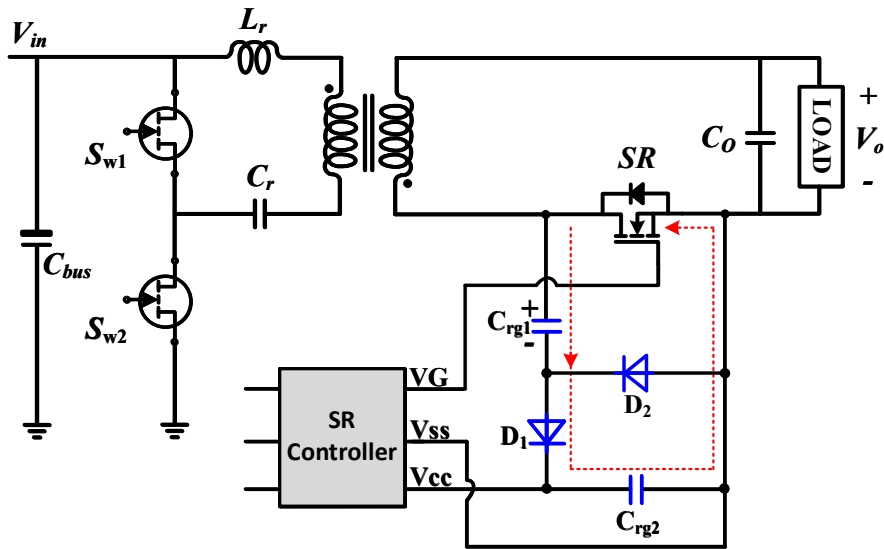 Vin
Lr
Sw1
Cr
Cbus
Sw2
SR
CO
LOAD
+
Vo
-
Crg1
+
-
D1
D2
Crg2
SR
Controller
VG
Vss
Vcc